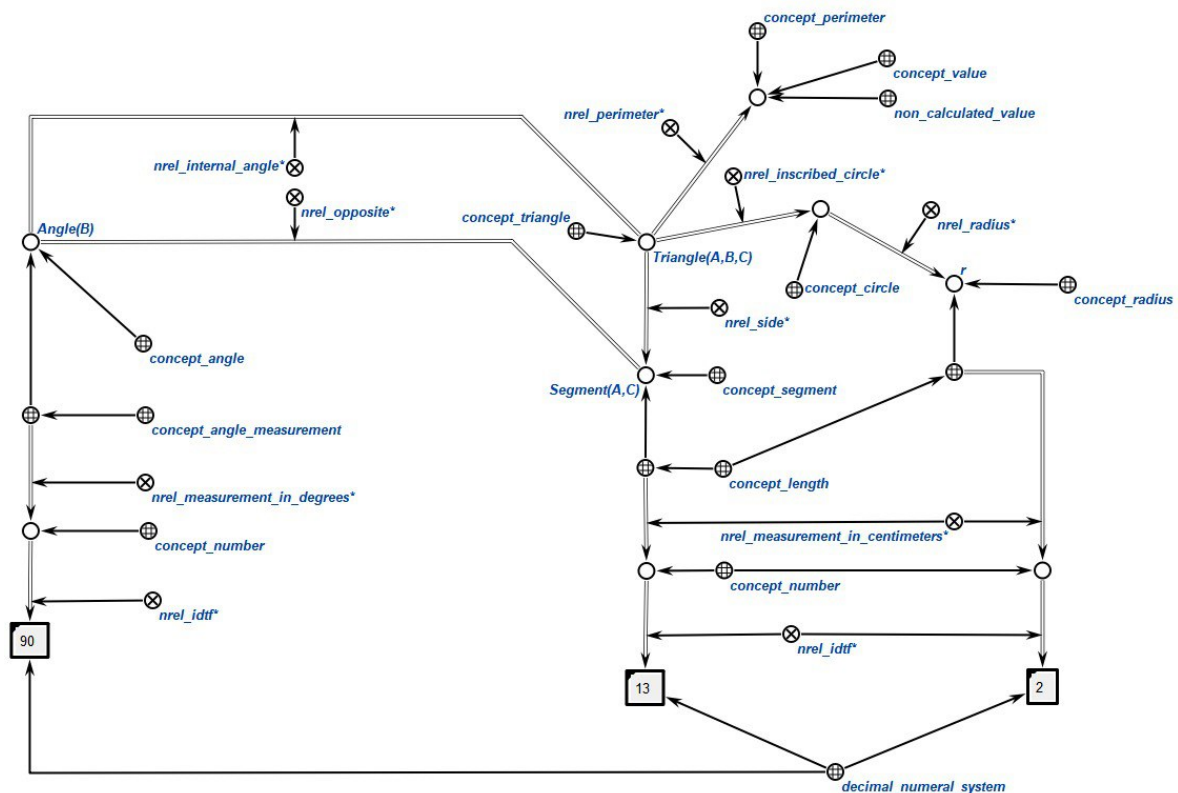 concept_perimeter
concept_value
nrel_perimeter*
non_calculated_value
nrel_internal_angle*
nrel_inscribed_circle*
nrel_opposite*
concept_triangle
nrel_radius*
Angle(B)
Triangle(A,B,C)
r
concept_circle
concept_radius
nrel_side*
concept_angle
Segment(A,C)
concept_segment
concept_angle_measurement
concept_length
nrel_measurement_in_degrees*
nrel_measurement_in_centimeters*
concept_number
concept_number
nrel_idtf*
90
nrel_idtf*
13
2
decimal_numeral_system